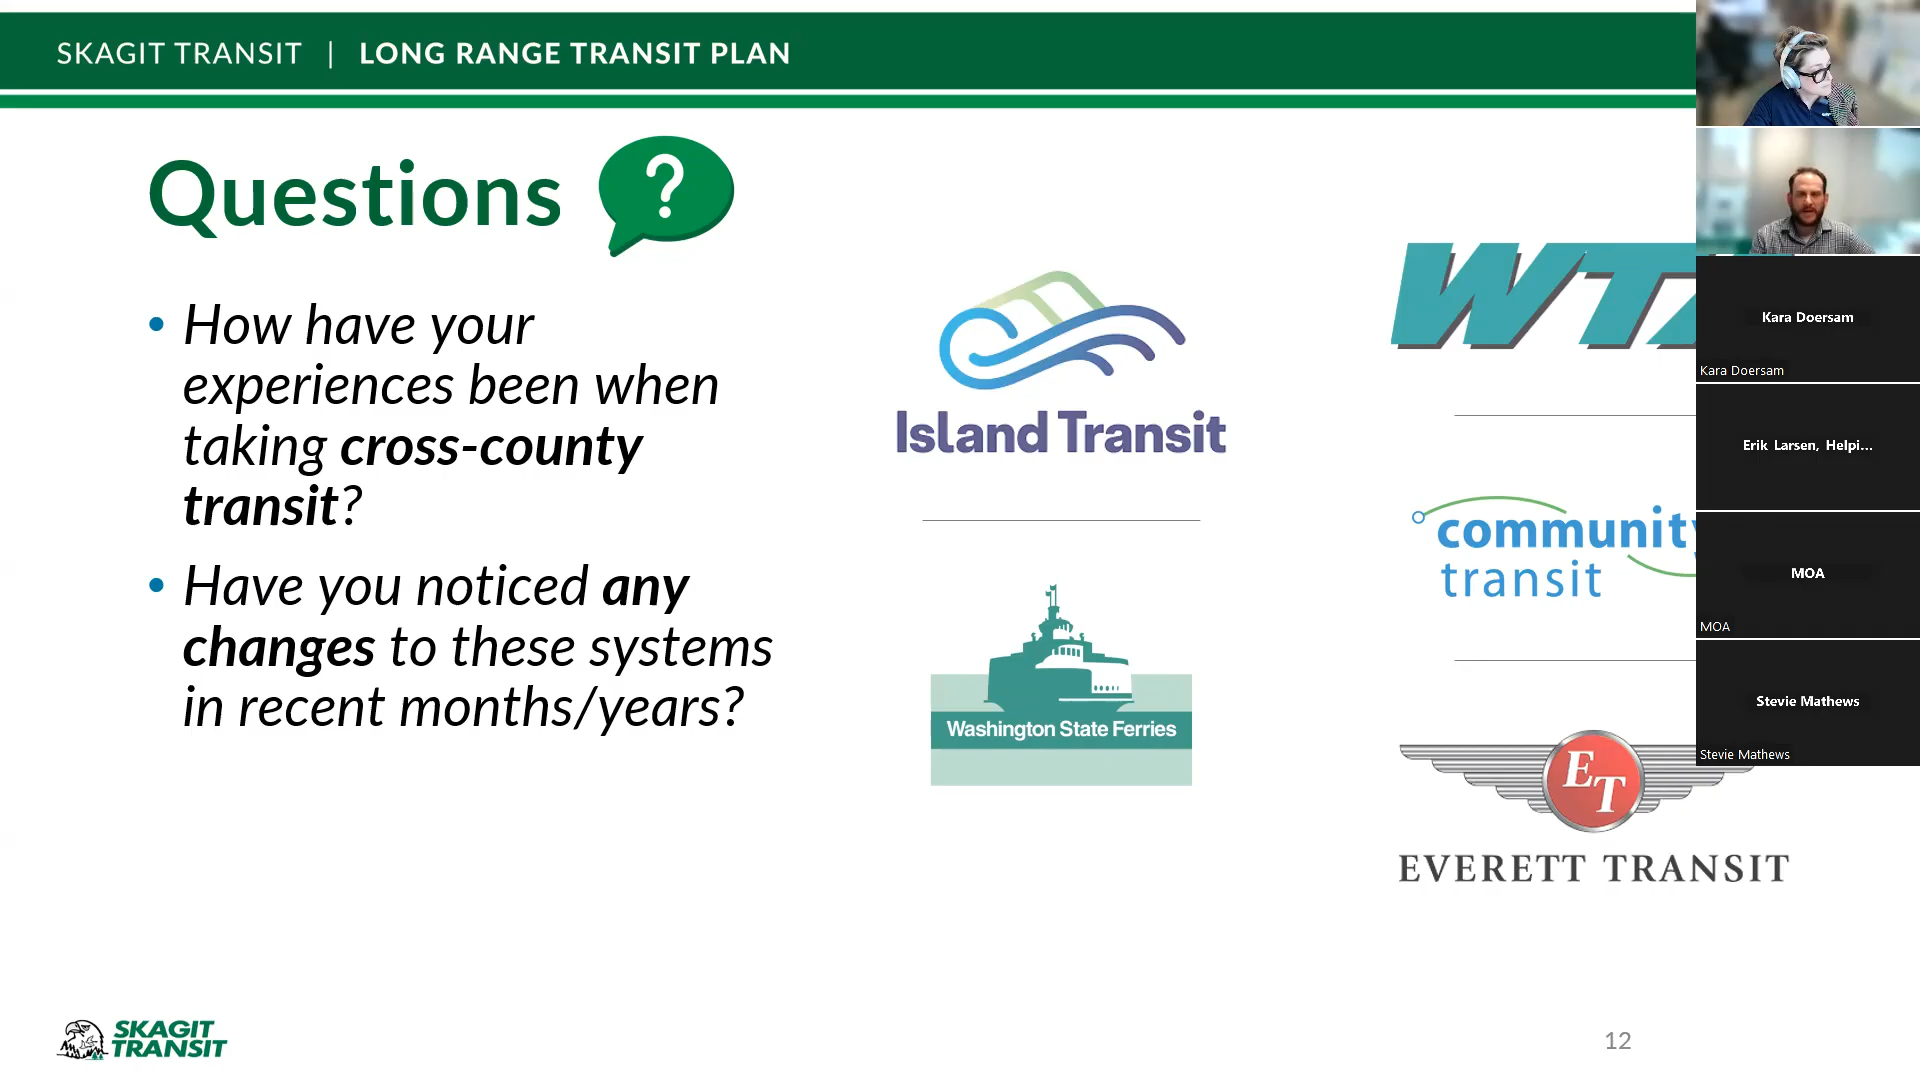 SKAGIT TRANSIT | LONG RANGE TRANSIT PLAN
Questions
?
• How have your
experiences been when
taking cross-county
transit?
• Have you noticed any
changes to these systems
in recent months/years?
Island Transit
Washington State Ferries
WT
community
transit
ET
EVERETT TRANSIT
Kara Doersam
Kara Doersam
Erik Larsen, Helpi...
MOA
MOA
Stevie Mathews
Stevie Mathews
SKAGIT
TRANSIT
12